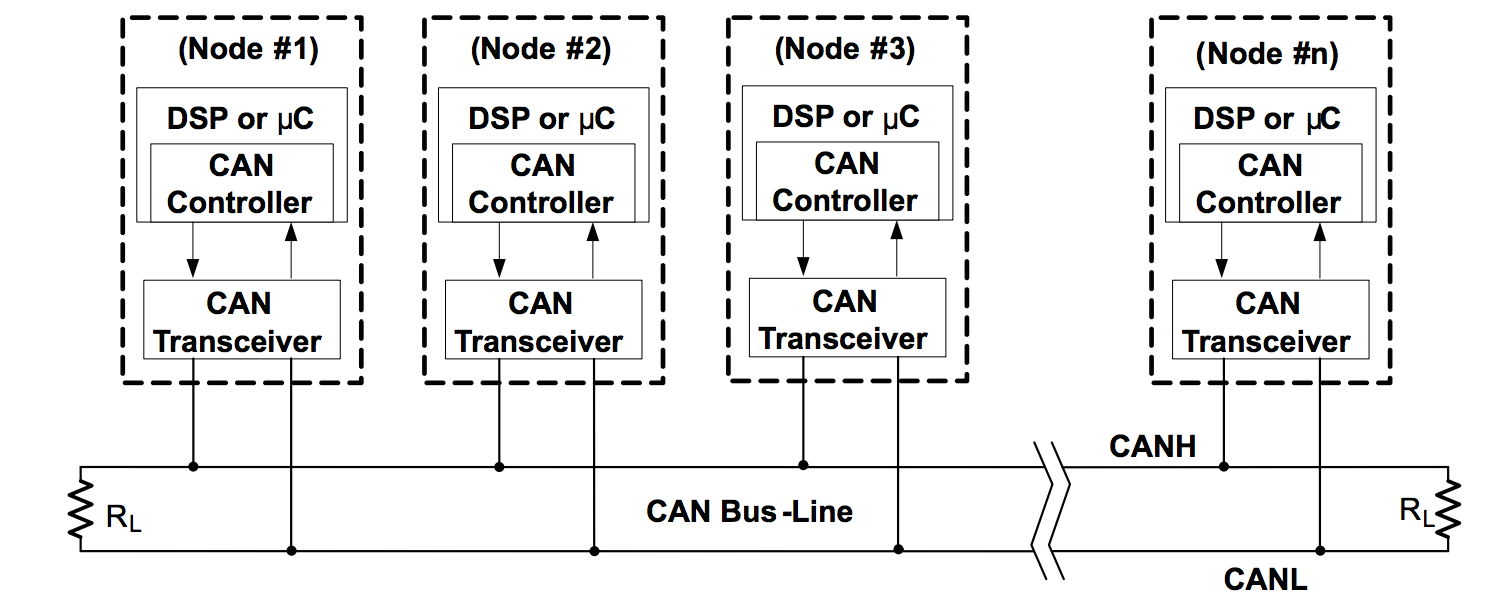 (Node #1)
DSP or µC
CAN
Controller
CAN
Transceiver
(Node #2)
DSP or µC
CAN
Controller
CAN
Transceiver
(Node #3)
DSP or µC
CAN
Controller
CAN
Transceiver
(Node #n)
DSP or µC
CAN
Controller
CAN
Transceiver
CANH
RL
CAN Bus-Line
RL
CANL